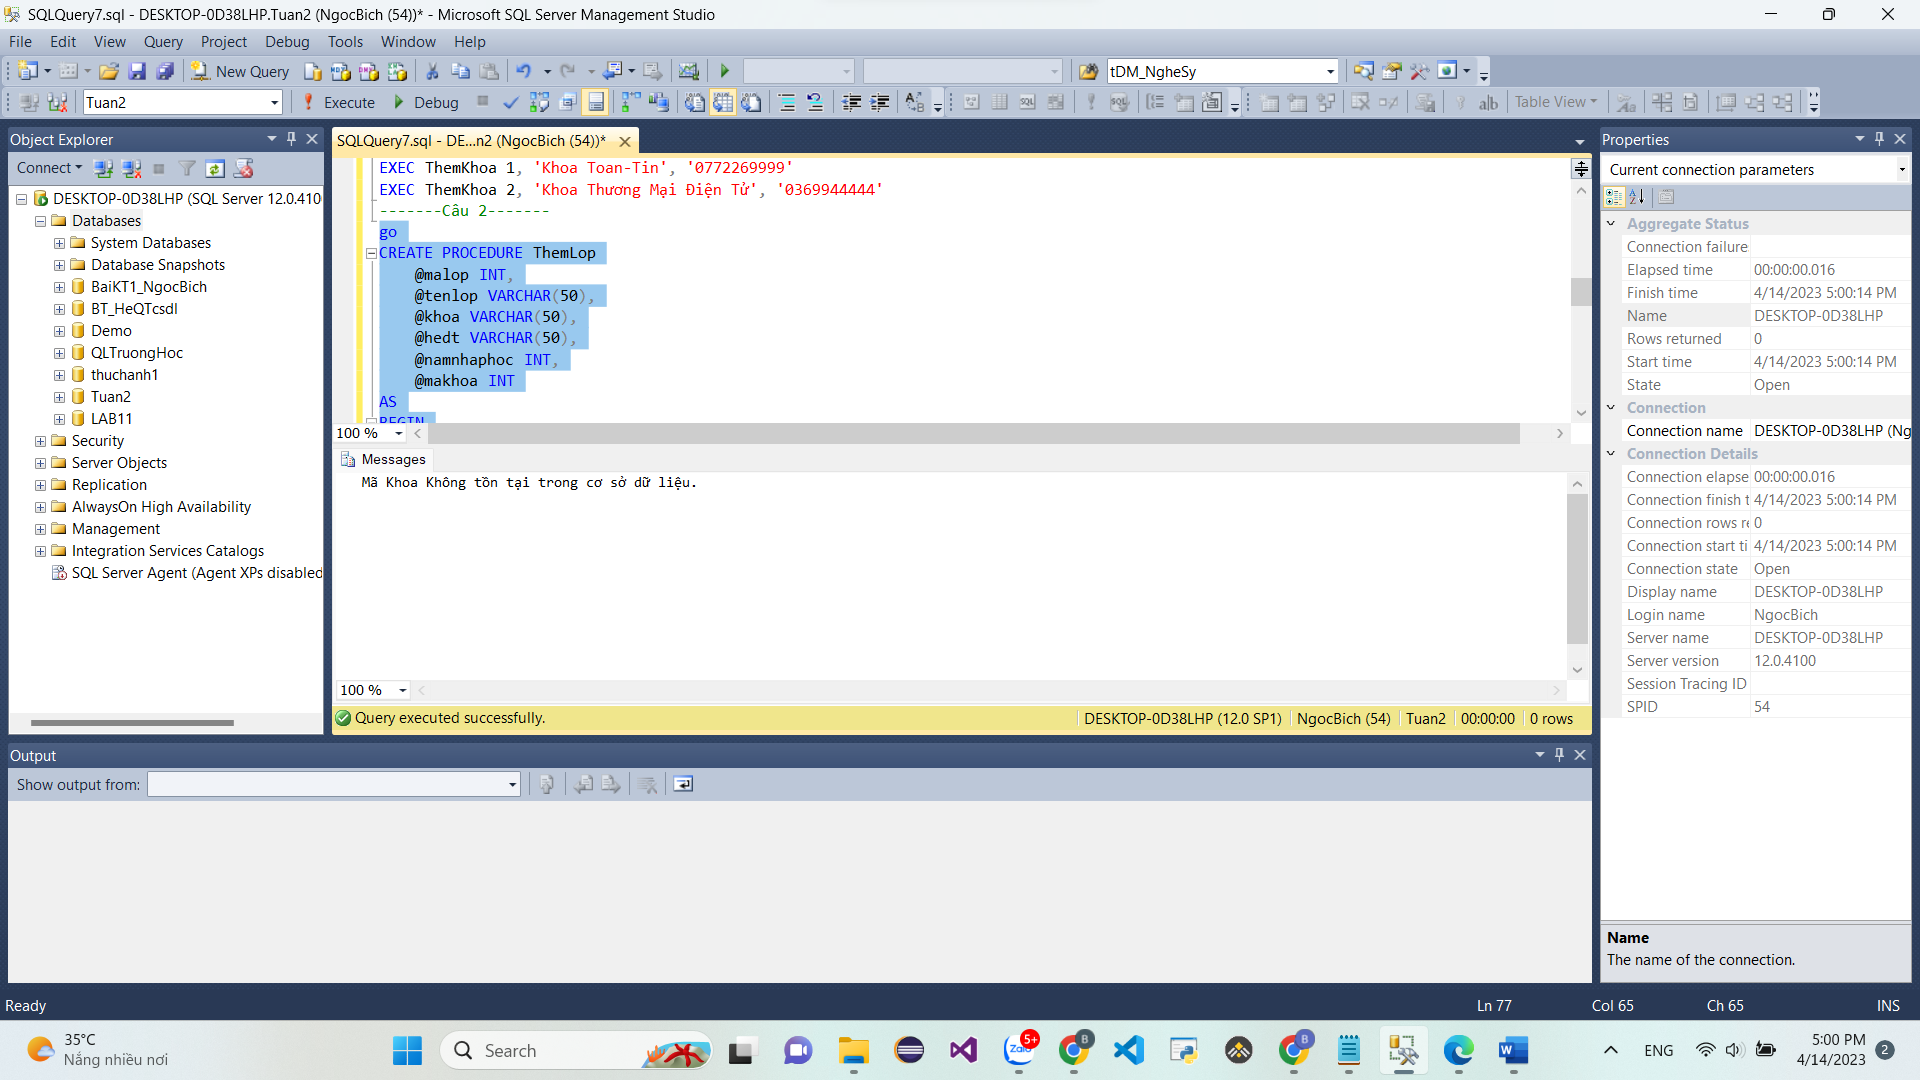 SQLQuery7.sql - DESKTOP-0D38LHP.Tuan2 (NgocBich (54))* - Microsoft SQL Server Management Studio
File Edit View Query Project Debug Tools Window Help
New Query tDM_NgheSy
Tuan2 Execute Debug Table View
Object Explorer
Connect
DESKTOP-0D38LHP (SQL Server 12.0.410
Databases
System Databases
Database Snapshots
BaiKT1_NgocBich
BT_HeQTcsdl
Demo
QLTruongHoc
thuchanh1
Tuan2
LAB11
Security
Server Objects
Replication
AlwaysOn High Availability
Management
Integration Services Catalogs
SQL Server Agent (Agent XPs disabled
SQLQuery7.sql - DE...n2 (NgocBich (54))*
EXEC ThemKhoa 1, 'Khoa Toan-Tin', '0772269999'
EXEC ThemKhoa 2, 'Khoa Thương Mại Điện Tử', '0369944444'
-------Câu 2-------
go
CREATE PROCEDURE ThemLop
@malop INT,
@tenlop VARCHAR(50),
@khoa VARCHAR(50),
@hedt VARCHAR(50),
@namnhaphoc INT,
@makhoa INT
AS
BEGIN
100 %
Messages
Mã Khoa Không tồn tại trong cơ sở dữ liệu.
100 %
Query executed successfully. DESKTOP-0D38LHP (12.0 SP1) NgocBich (54) Tuan2 00:00:00 0 rows
Properties
Current connection parameters
Aggregate Status
Connection failure
Elapsed time 00:00:00.016
Finish time 4/14/2023 5:00:14 PM
Name DESKTOP-0D38LHP
Rows returned 0
Start time 4/14/2023 5:00:14 PM
State Open
Connection
Connection name DESKTOP-0D38LHP (Ng
Connection Details
Connection elapse 00:00:00.016
Connection finish t 4/14/2023 5:00:14 PM
Connection rows re 0
Connection start ti 4/14/2023 5:00:14 PM
Connection state Open
Display name DESKTOP-0D38LHP
Login name NgocBich
Server name DESKTOP-0D38LHP
Server version 12.0.4100
Session Tracing ID
SPID 54
Name
The name of the connection.
Output
Show output from:
Ready Ln 77 Col 65 Ch 65 INS
35°C
Nắng nhiều nơi
Search
Zalo
5+
B
B
ENG
5:00 PM
4/14/2023
2